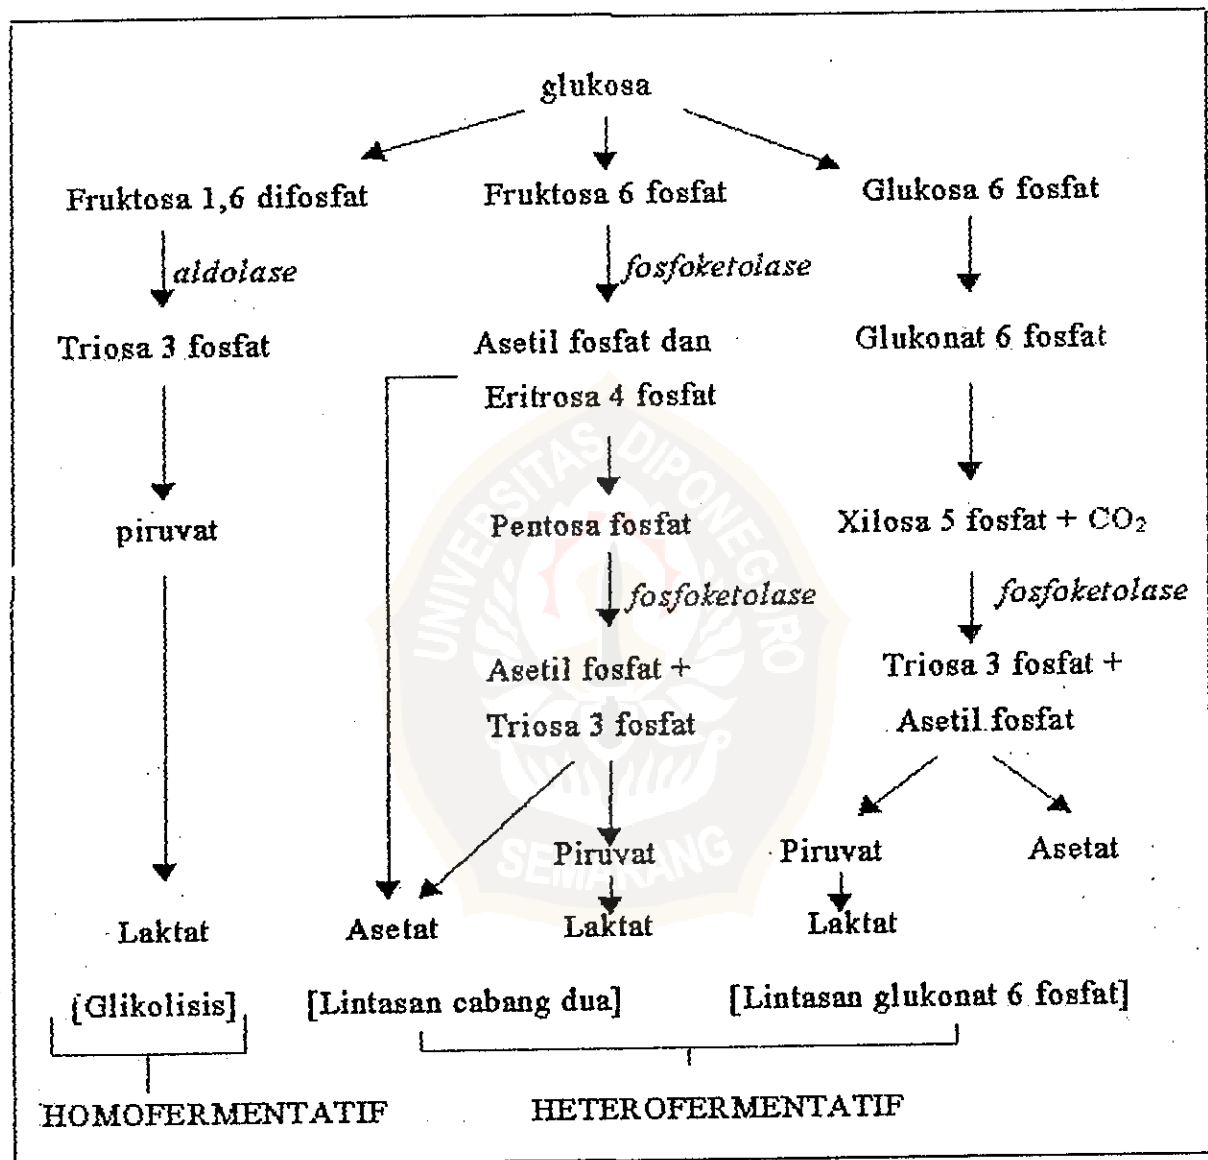 glukosa
Fruktosa 1,6 difosfat Fruktosa 6 fosfat Glukosa 6 fosfat
aldolase fosfoketolase
Triosa 3 fosfat Asetil fosfat dan Glukonat 6 fosfat
Eritrosa 4 fosfat
piruvat Pentosa fosfat Xilosa 5 fosfat + CO₂
fosfoketolase fosfoketolase
Asetil fosfat + Triosa 3 fosfat +
Triosa 3 fosfat Asetil fosfat
Piruvat Piruvat Asetat
Laktat Asetat Laktat Laktat
[Glikolisis] [Lintasan cabang dua] [Lintasan glukonat 6 fosfat]
HOMOFERMENTATIF HETEROFERMENTATIF
UNIVERSITAS DIPONEGORO
SEMARANG